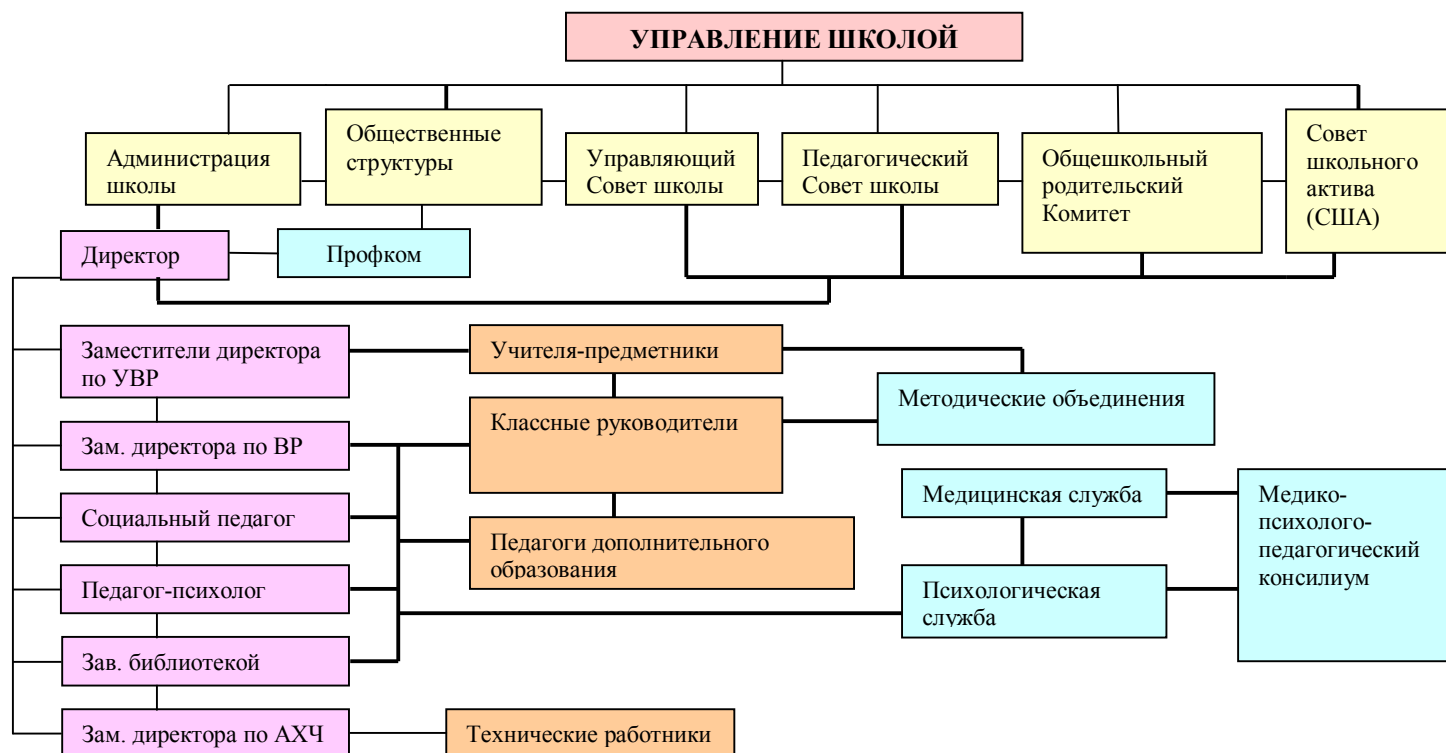 УПРАВЛЕНИЕ ШКОЛОЙ
Администрация
школы
Общественные
структуры
Управляющий
Совет школы
Педагогический
Совет школы
Общешкольный
родительский
Комитет
Совет
школьного
актива
(США)
Директор
Профком
Заместители директора
по УВР
Учителя-предметники
Классные руководители
Методические объединения
Зам. директора по ВР
Социальный педагог
Педагоги дополнительного
образования
Медицинская служба
Медико-
психолого-
педагогический
консилиум
Педагог-психолог
Психологическая
служба
Зав. библиотекой
Зам. директора по АХЧ
Технические работники